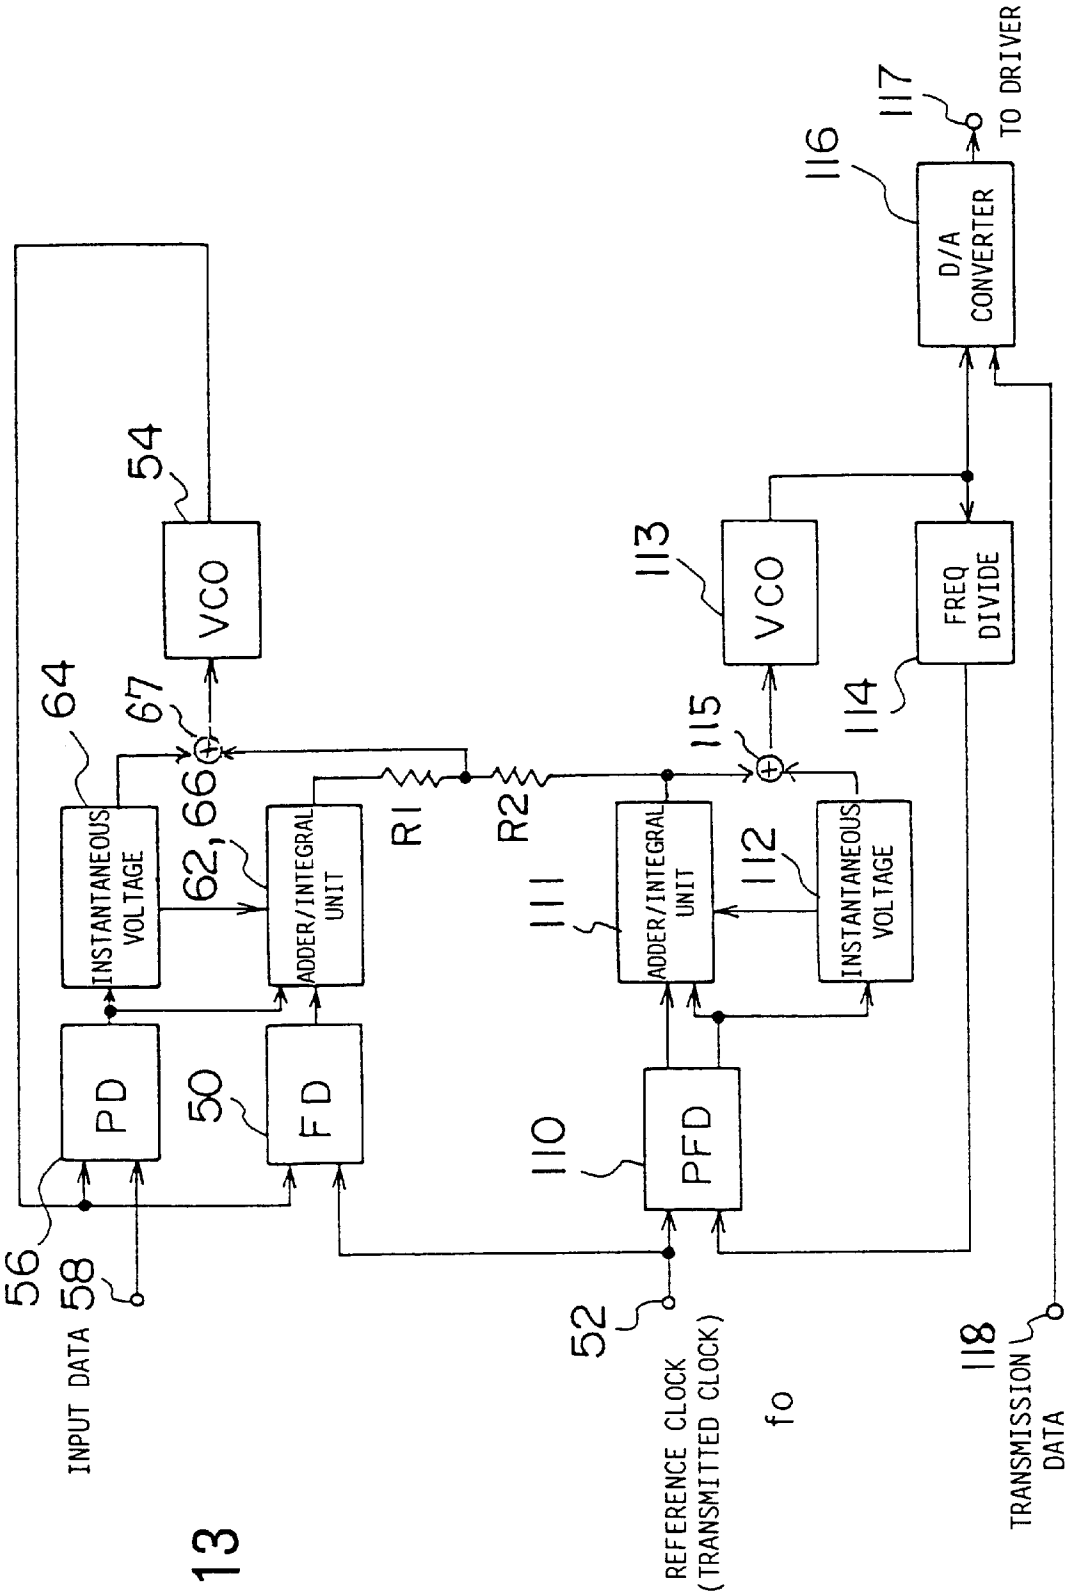 13
INPUT DATA
58
56
PD
INSTANTANEOUS
VOLTAGE
64
67
VCO
54
50
FD
ADDER/INTEGRAL
UNIT
62, 66
R1
R2
REFERENCE CLOCK
(TRANSMITTED CLOCK)
fo
52
110
PFD
111
ADDER/INTEGRAL
UNIT
112
INSTANTANEOUS
VOLTAGE
115
113
VCO
114
FREQ
DIVIDE
116
D/A
CONVERTER
117
TO DRIVER
118
TRANSMISSION
DATA